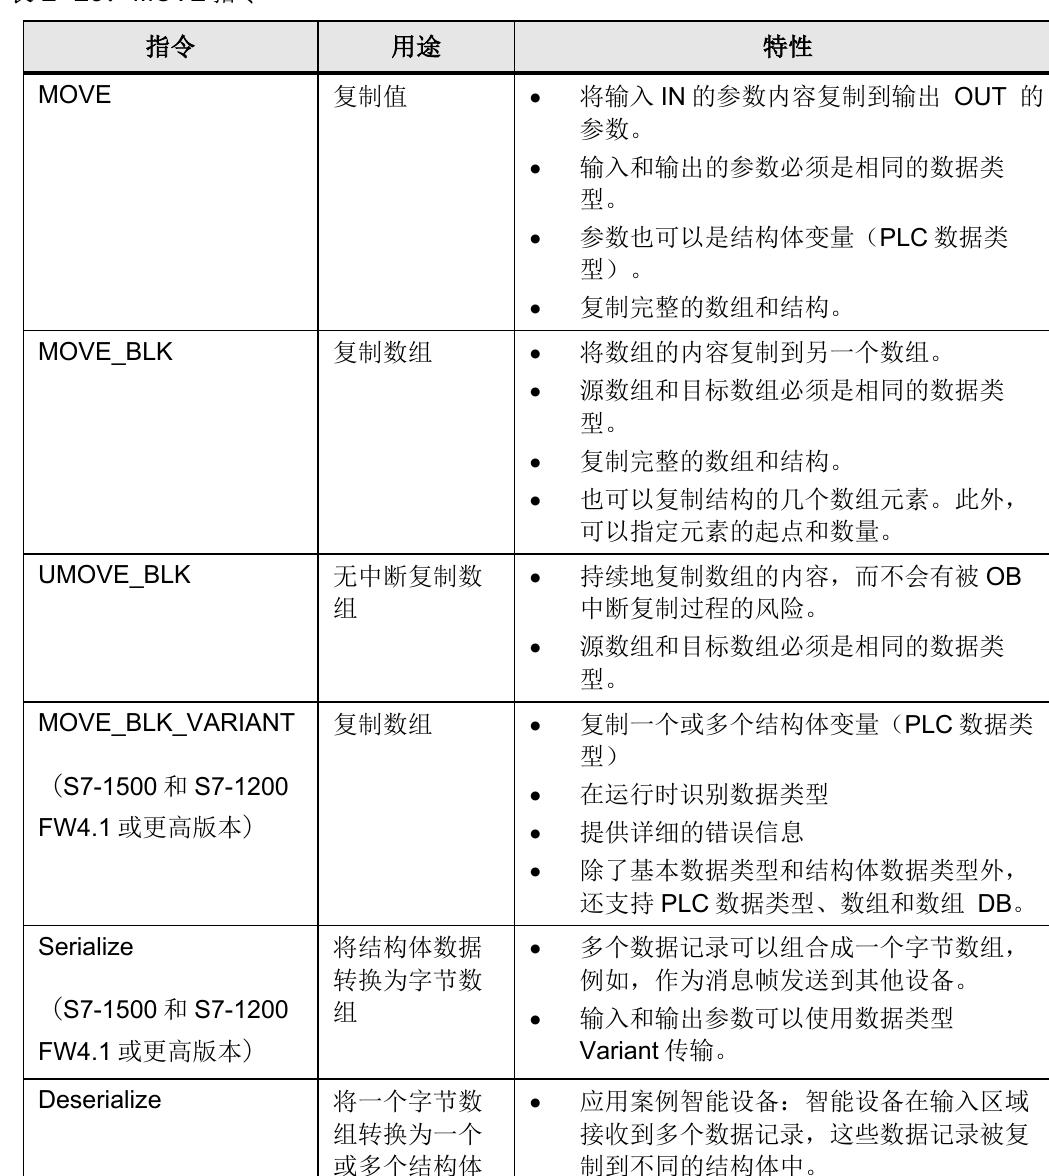 指令
用途
特性
MOVE
复制值
• 将输入 IN 的参数内容复制到输出 OUT 的
参数。
• 输入和输出的参数必须是相同的数据类
型。
• 参数也可以是结构体变量（PLC 数据类
型）。
• 复制完整的数组和结构。
MOVE_BLK
复制数组
• 将数组的内容复制到另一个数组。
• 源数组和目标数组必须是相同的数据类
型。
• 复制完整的数组和结构。
• 也可以复制结构的几个数组元素。此外，
可以指定元素的起点和数量。
UMOVE_BLK
无中断复制数
组
• 持续地复制数组的内容，而不会有被 OB
中断复制过程的风险。
• 源数组和目标数组必须是相同的数据类
型。
MOVE_BLK_VARIANT
（S7-1500 和 S7-1200
FW4.1 或更高版本）
复制数组
• 复制一个或多个结构体变量（PLC 数据类
型）
• 在运行时识别数据类型
• 提供详细的错误信息
• 除了基本数据类型和结构体数据类型外，
还支持 PLC 数据类型、数组和数组 DB。
Serialize
（S7-1500 和 S7-1200
FW4.1 或更高版本）
将结构体数据
转换为字节数
组
• 多个数据记录可以组合成一个字节数组，
例如，作为消息帧发送到其他设备。
• 输入和输出参数可以使用数据类型
Variant 传输。
Deserialize
将一个字节数
组转换为一个
或多个结构体
• 应用案例智能设备：智能设备在输入区域
接收到多个数据记录，这些数据记录被复
制到不同的结构体中。